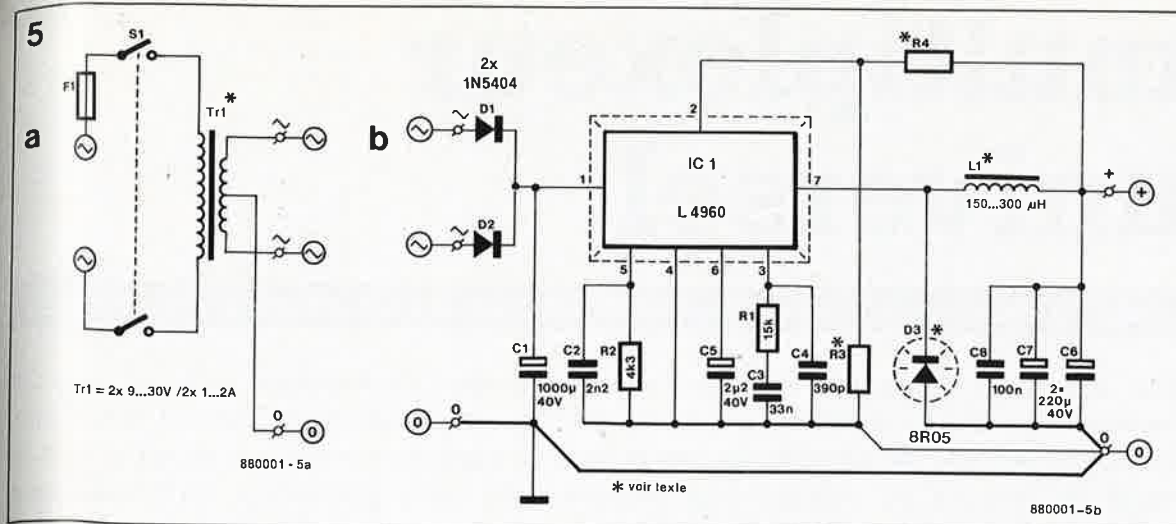 5
a
S1
F1
Tr1*
Tr1 = 2x 9...30V /2x 1...2A
0
0
880001 - 5a
b
2x
1N5404
D1
D2
1
2
IC 1
L 4960
7
5
4
6
3
*R4
L1*
150...300 µH
+
+
C1
1000µ
40V
C2
2n2
R2
4k3
C5
2µ2
40V
R1
15k
C3
33n
C4
390p
*
R3
D3
*
8R05
C8
100n
C7
C6
2×
220µ
40V
0
0
0
0
* voir texte
880001-5b